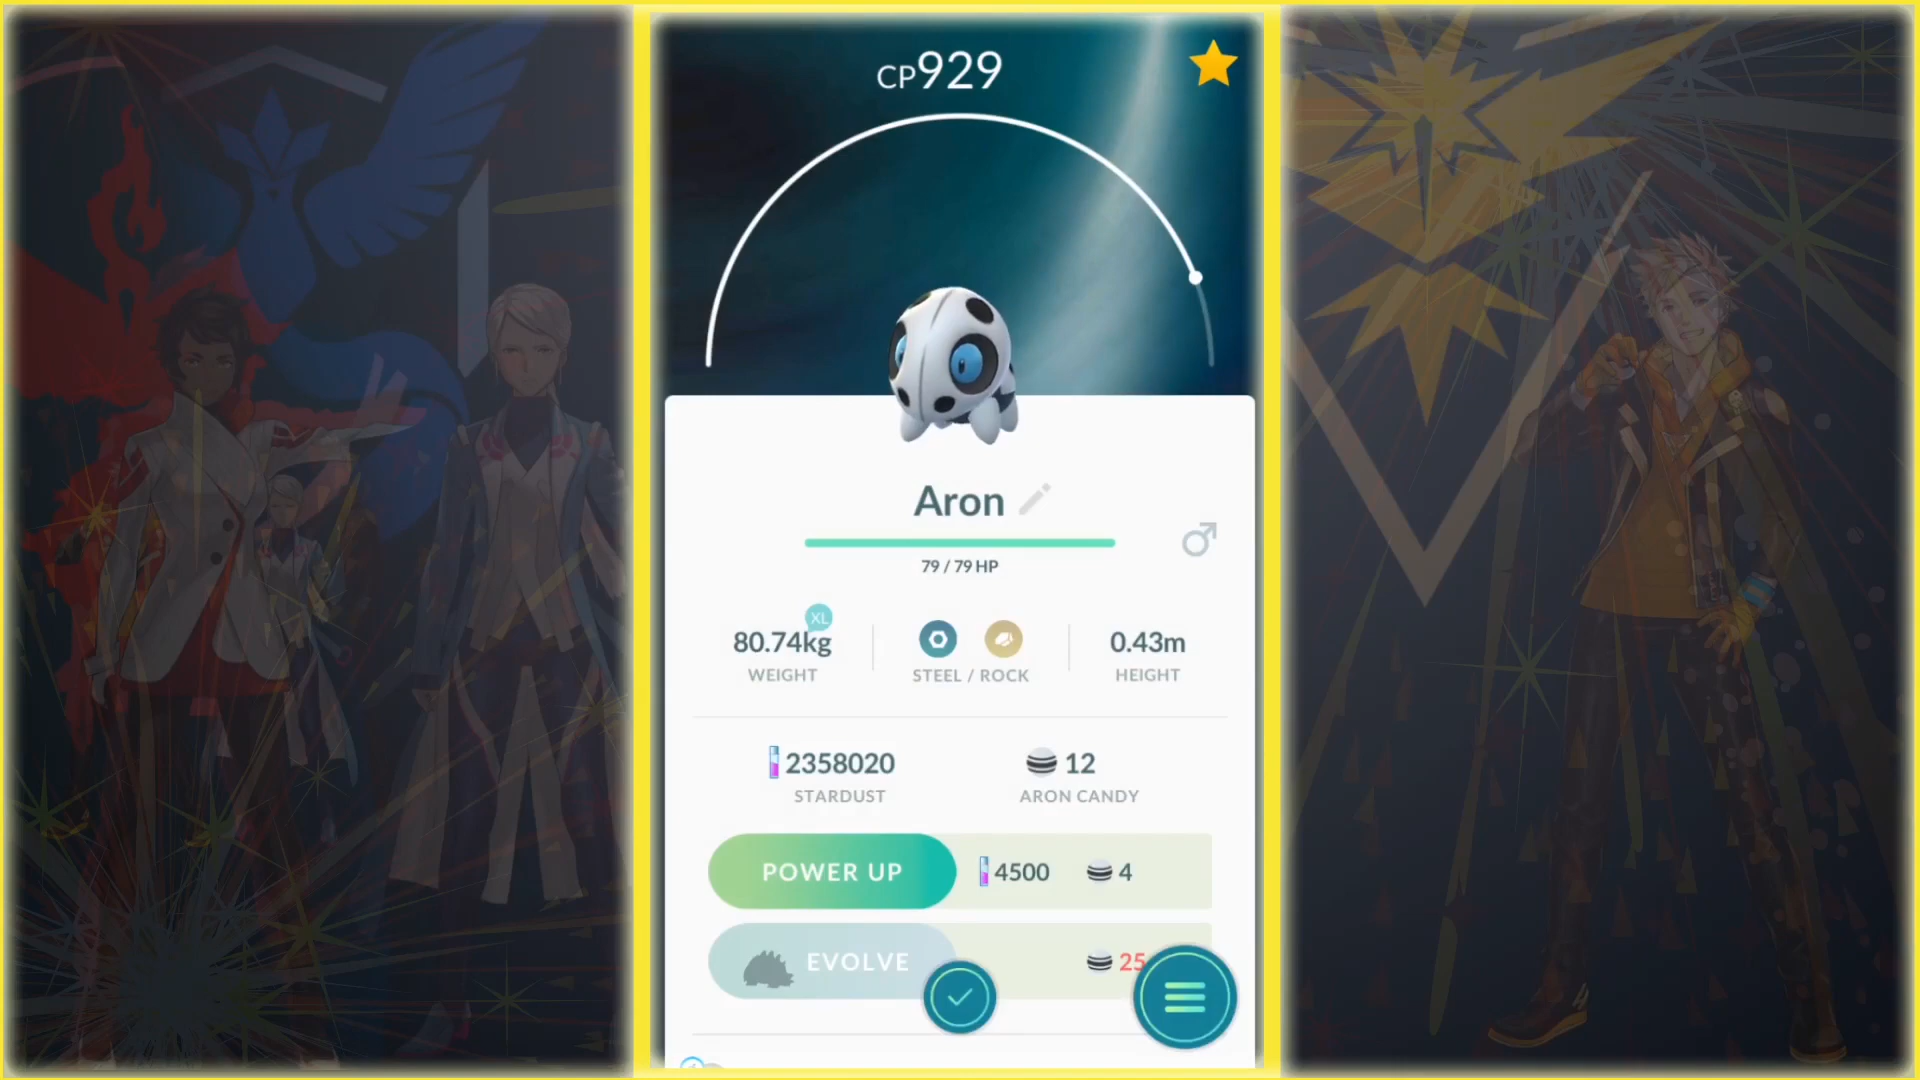 CP929
Aron
79 / 79 HP
XL
80.74kg
WEIGHT
STEEL / ROCK
0.43m
HEIGHT
2358020
STARDUST
12
ARON CANDY
POWER UP
4500
4
EVOLVE
25